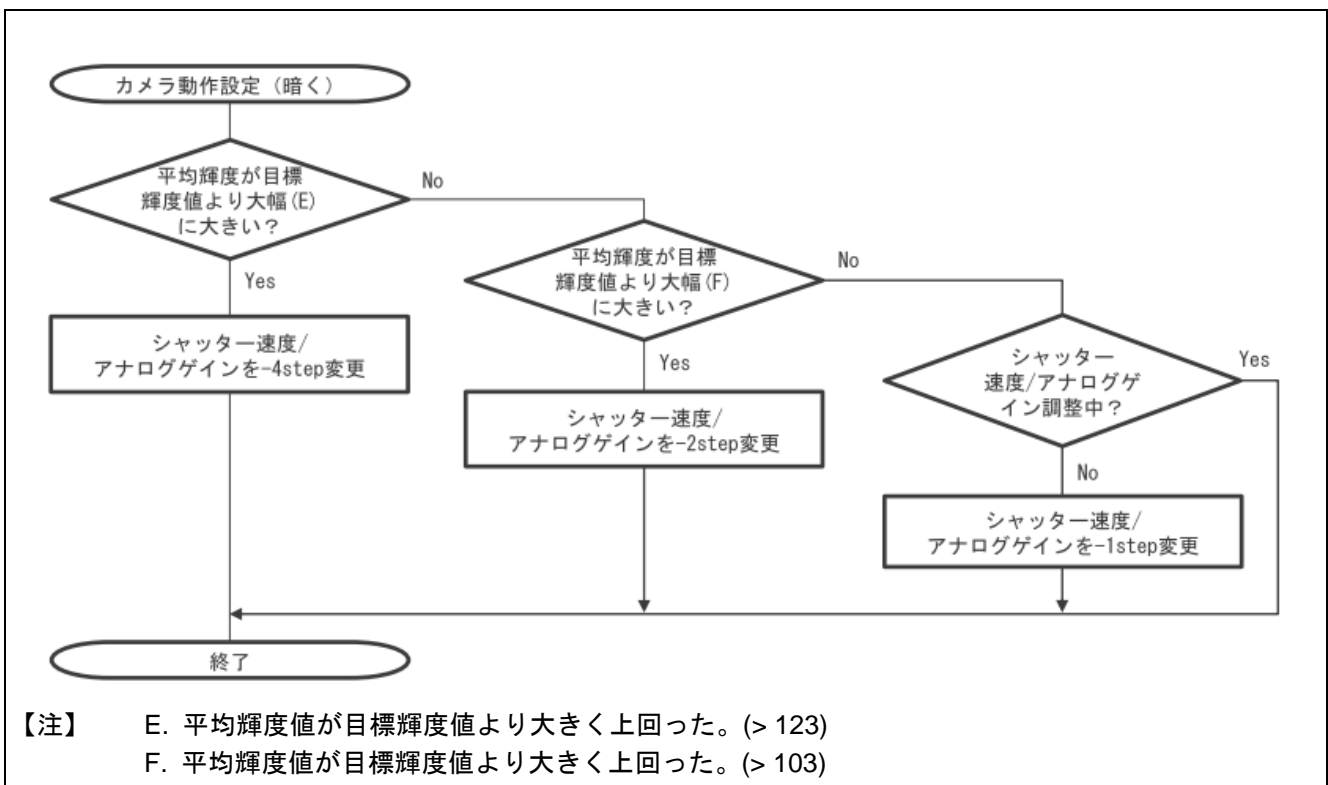 カメラ動作設定（暗く）
平均輝度が目標
輝度値より大幅(E)
に大きい？
No
Yes
シャッター速度/
アナログゲインを-4step変更
平均輝度が目標
輝度値より大幅(F)
に大きい？
No
Yes
シャッター速度/
アナログゲインを-2step変更
シャッター
速度/アナログゲ
イン調整中？
Yes
No
シャッター速度/
アナログゲインを-1step変更
終了
【注】 E. 平均輝度値が目標輝度値より大きく上回った。(> 123)
F. 平均輝度値が目標輝度値より大きく上回った。(> 103)